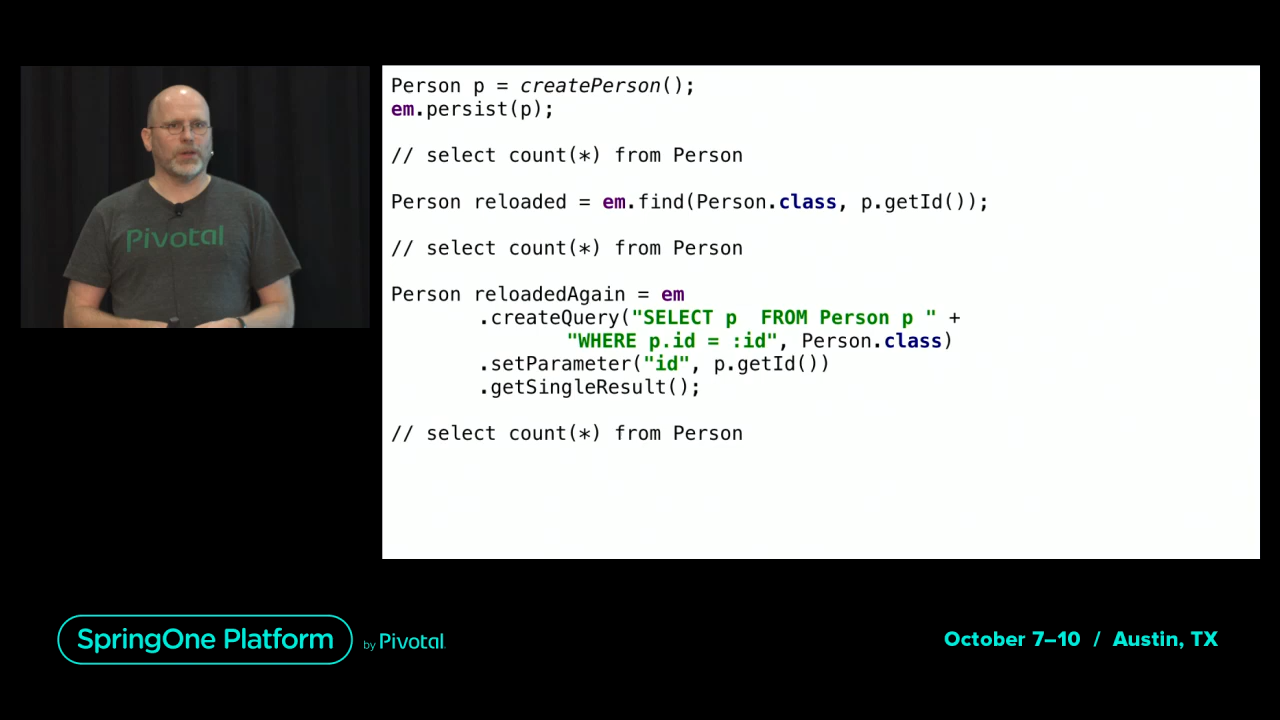 Pivotal
Person p = createPerson();
em.persist(p);
// select count(*) from Person
Person reloaded = em.find(Person.class, p.getId());
// select count(*) from Person
Person reloadedAgain = em
.createQuery("SELECT p  FROM Person p " +
"WHERE p.id = :id", Person.class)
.setParameter("id", p.getId())
.getSingleResult();
// select count(*) from Person
SpringOne Platform by Pivotal.
October 7–10 / Austin, TX